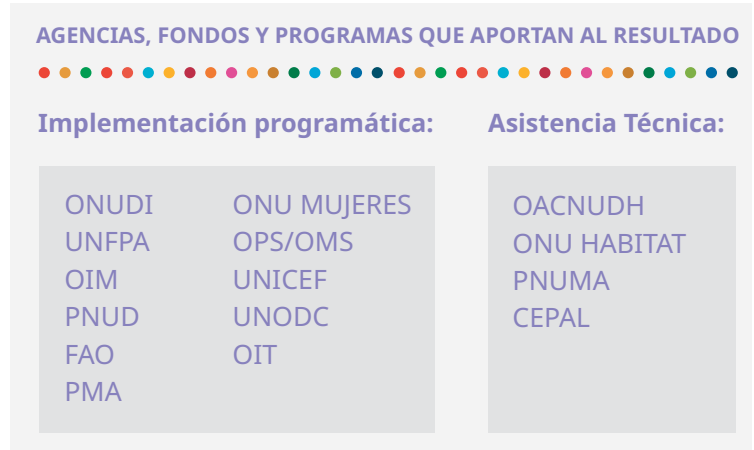 AGENCIAS, FONDOS Y PROGRAMAS QUE APORTAN AL RESULTADO
Implementación programática:
ONUDI
UNFPA
OIM
PNUD
FAO
PMA
ONU MUJERES
OPS/OMS
UNICEF
UNODC
OIT
Asistencia Técnica:
OACNUDH
ONU HABITAT
PNUMA
CEPAL